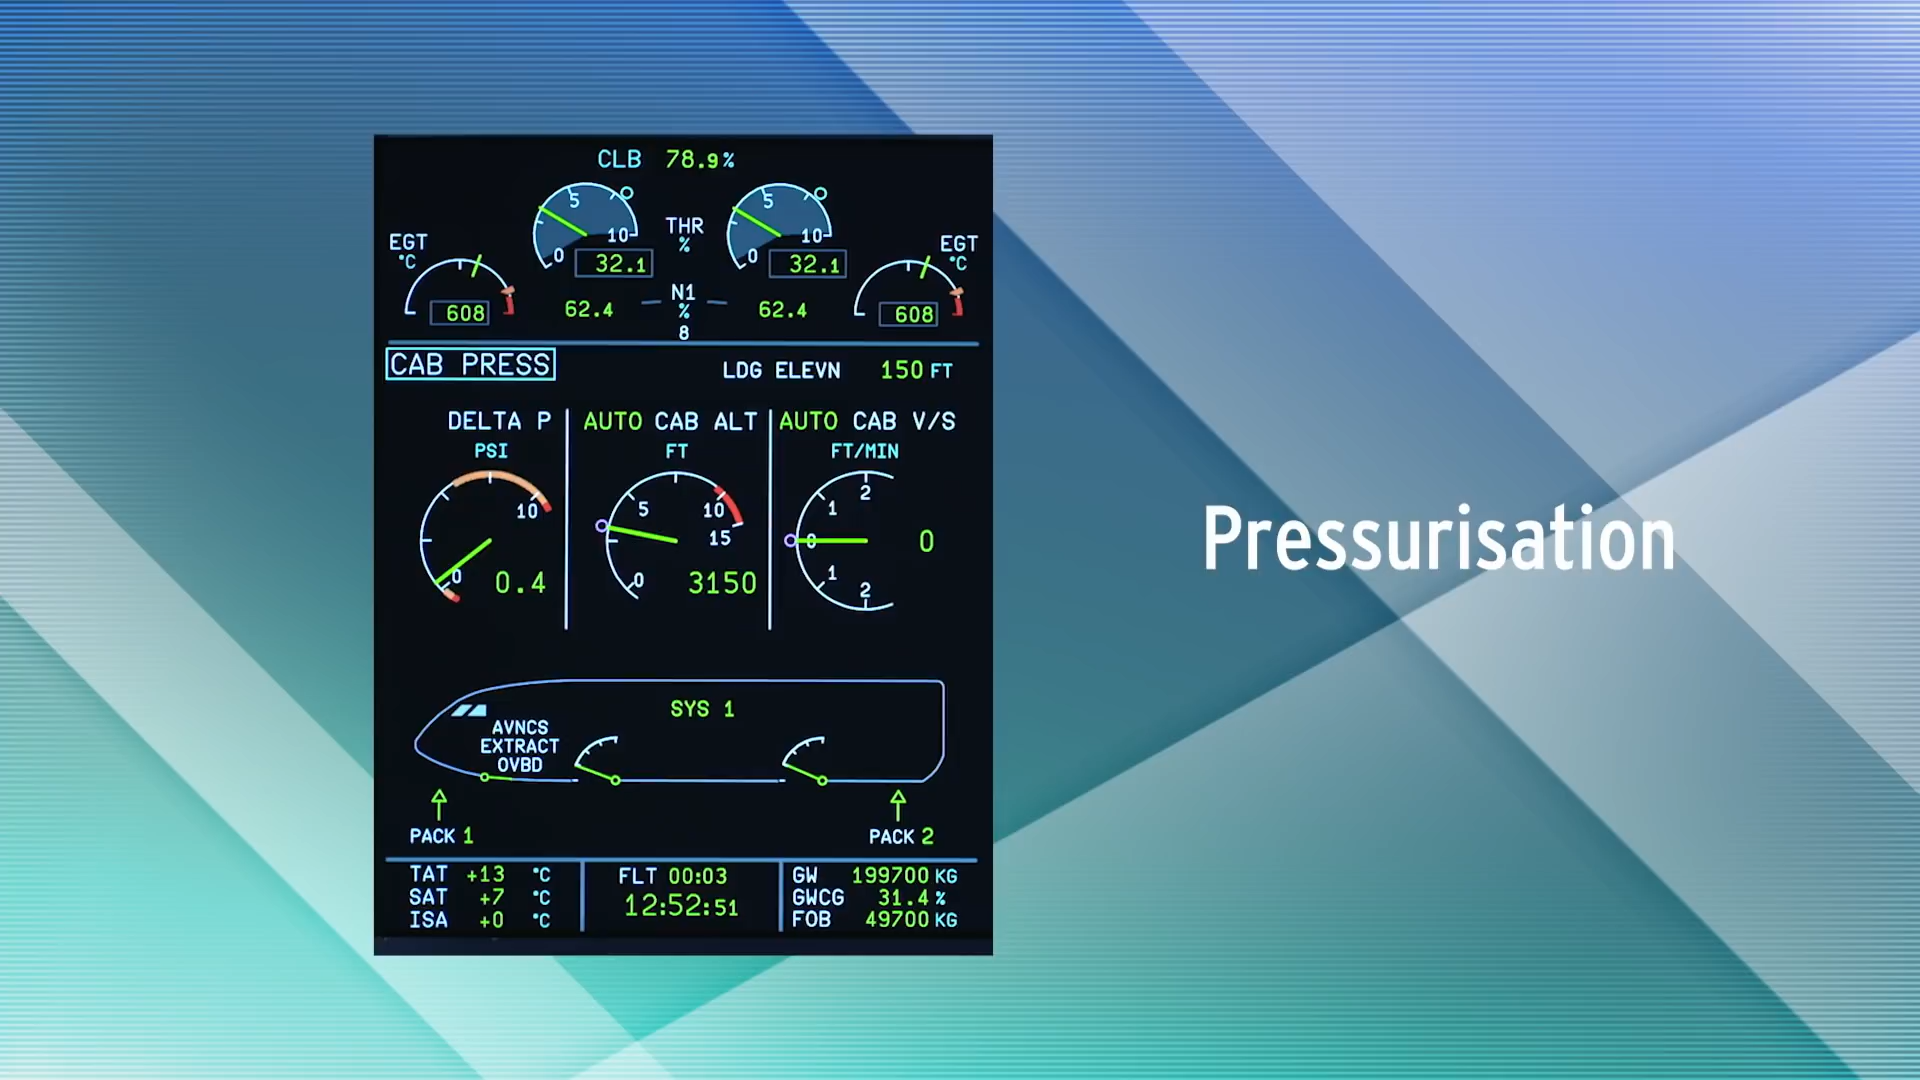 CLB 78.9%
5 5
10 THR 10
%
EGT EGT
°C °C
0 32.1 0 32.1
608 62.4 N1 62.4 608
%
8
CAB PRESS LDG ELEVN 150 FT
DELTA P AUTO CAB ALT AUTO CAB V/S
PSI FT FT/MIN
2
5 1
10 10
15 0 0
0 0.4 0 3150 1
2
Pressurisation
SYS 1
AVNCS
EXTRACT
OVBD
PACK 1 PACK 2
TAT +13 °C FLT 00:03 GW 199700 KG
SAT +7 °C 12:52:51 GWCG 31.4 %
ISA +0 °C FOB 49700 KG